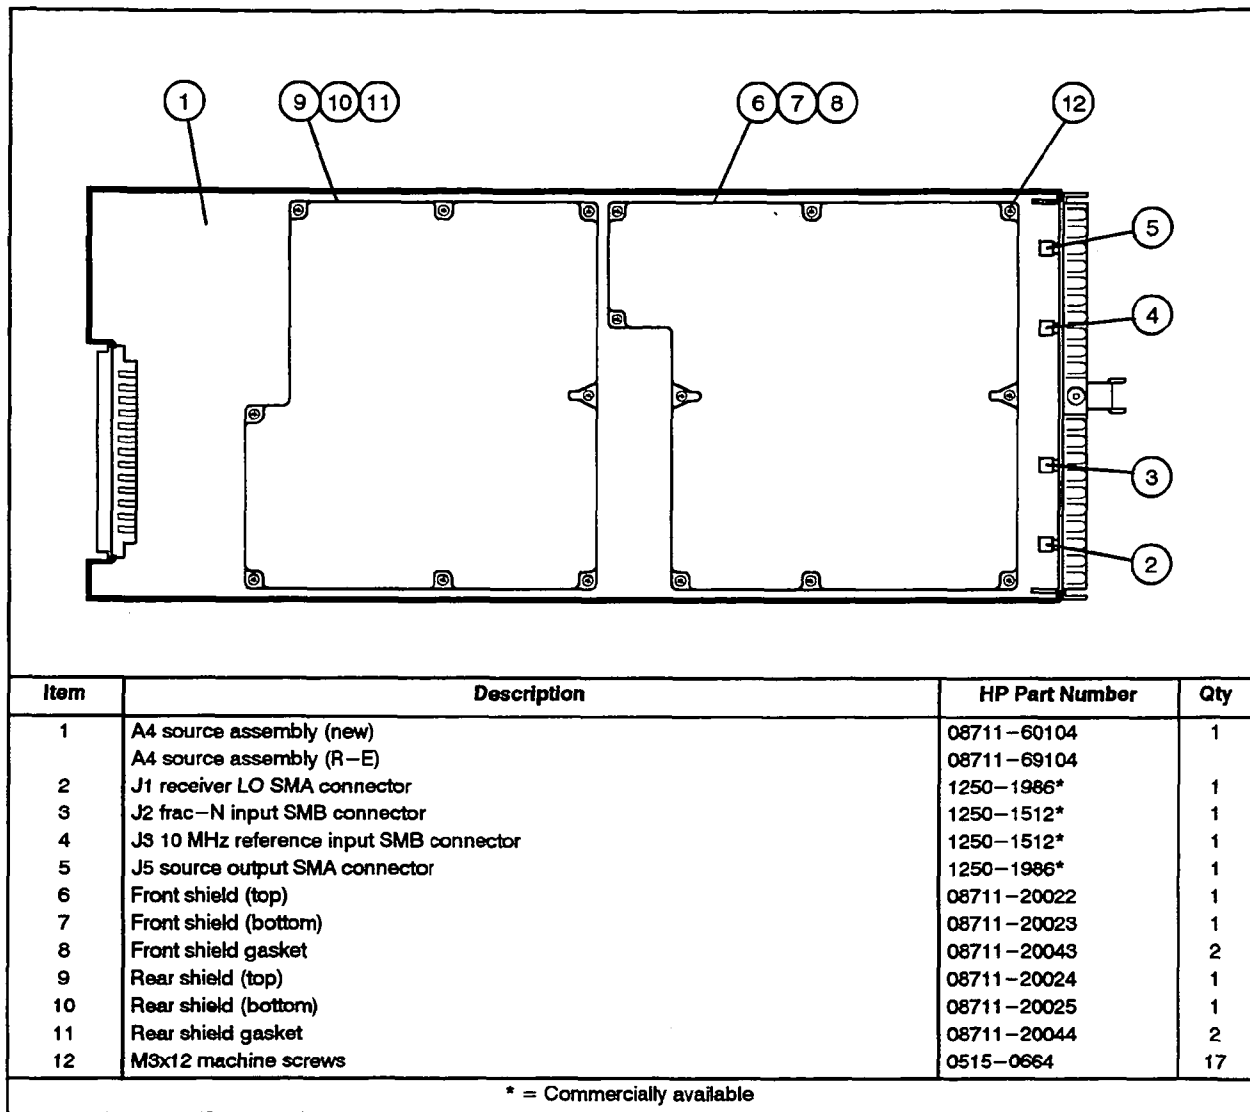 1
9 10 11
6 7 8
12
5
4
3
2
Item Description HP Part Number Qty
1 A4 source assembly (new) 08711-60104 1
A4 source assembly (R-E) 08711-69104
2 J1 receiver LO SMA connector 1250-1986* 1
3 J2 frac-N input SMB connector 1250-1512* 1
4 J3 10 MHz reference input SMB connector 1250-1512* 1
5 J5 source output SMA connector 1250-1986* 1
6 Front shield (top) 08711-20022 1
7 Front shield (bottom) 08711-20023 1
8 Front shield gasket 08711-20043 2
9 Rear shield (top) 08711-20024 1
10 Rear shield (bottom) 08711-20025 1
11 Rear shield gasket 08711-20044 2
12 M3x12 machine screws 0515-0664 17
* = Commercially available